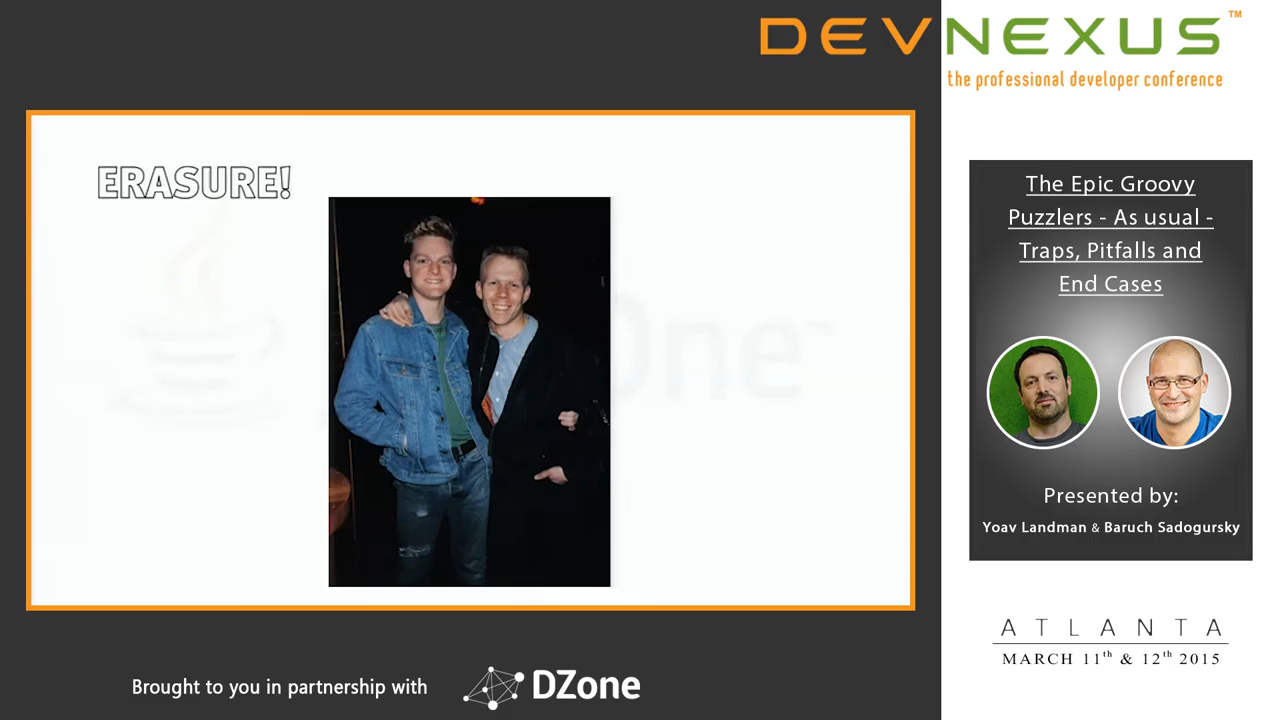 DEVNEXUS™
the professional developer conference
ERASURE!
The Epic Groovy
Puzzlers - As usual -
Traps, Pitfalls and
End Cases
Presented by:
Yoav Landman & Baruch Sadogursky
ATLANTA
MARCH 11th & 12th 2015
Brought to you in partnership with
DZone